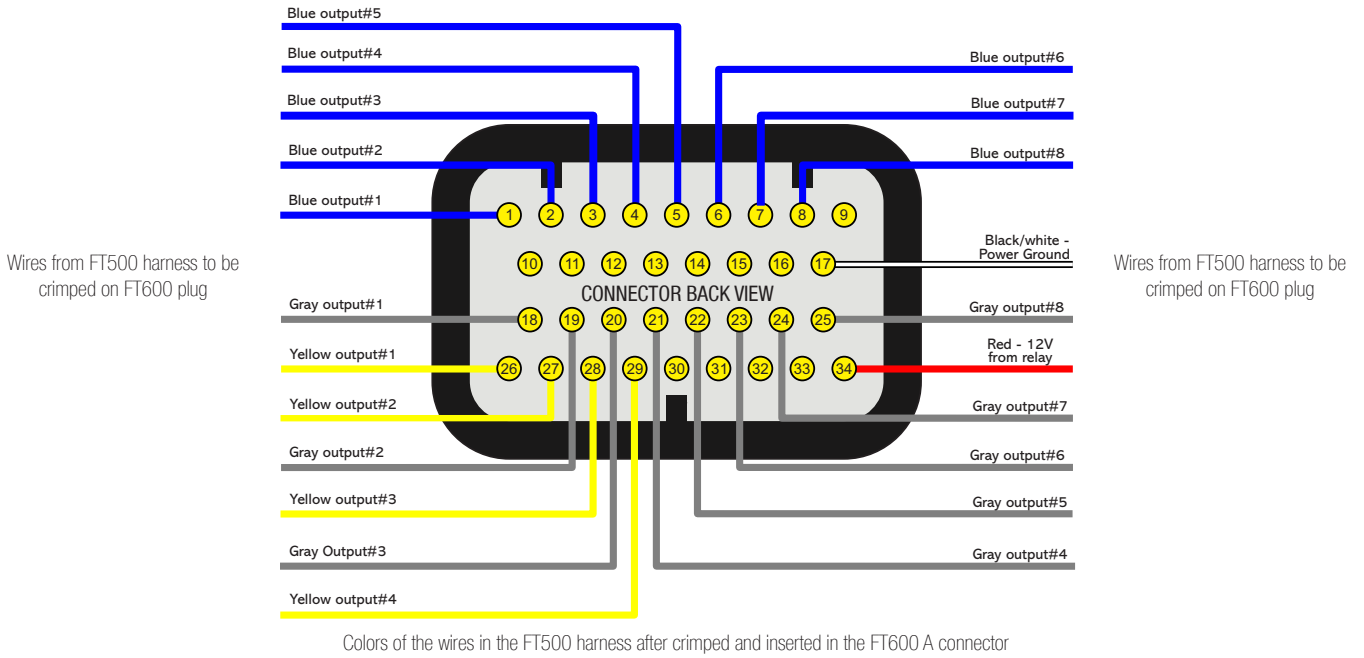 Blue output#5
Blue output#4
Blue output#6
Blue output#3
Blue output#7
Blue output#2
Blue output#8
Blue output#1
1 2 3 4 5 6 7 8 9
Black/white -
Power Ground
Wires from FT500 harness to be
crimped on FT600 plug
Wires from FT500 harness to be
crimped on FT600 plug
10 11 12 13 14 15 16 17
CONNECTOR BACK VIEW
Gray output#1
Gray output#8
18 19 20 21 22 23 24 25
Yellow output#1
Red - 12V
from relay
26 27 28 29 30 31 32 33 34
Yellow output#2
Gray output#7
Gray output#2
Gray output#6
Yellow output#3
Gray output#5
Gray Output#3
Gray output#4
Yellow output#4
Colors of the wires in the FT500 harness after crimped and inserted in the FT600 A connector